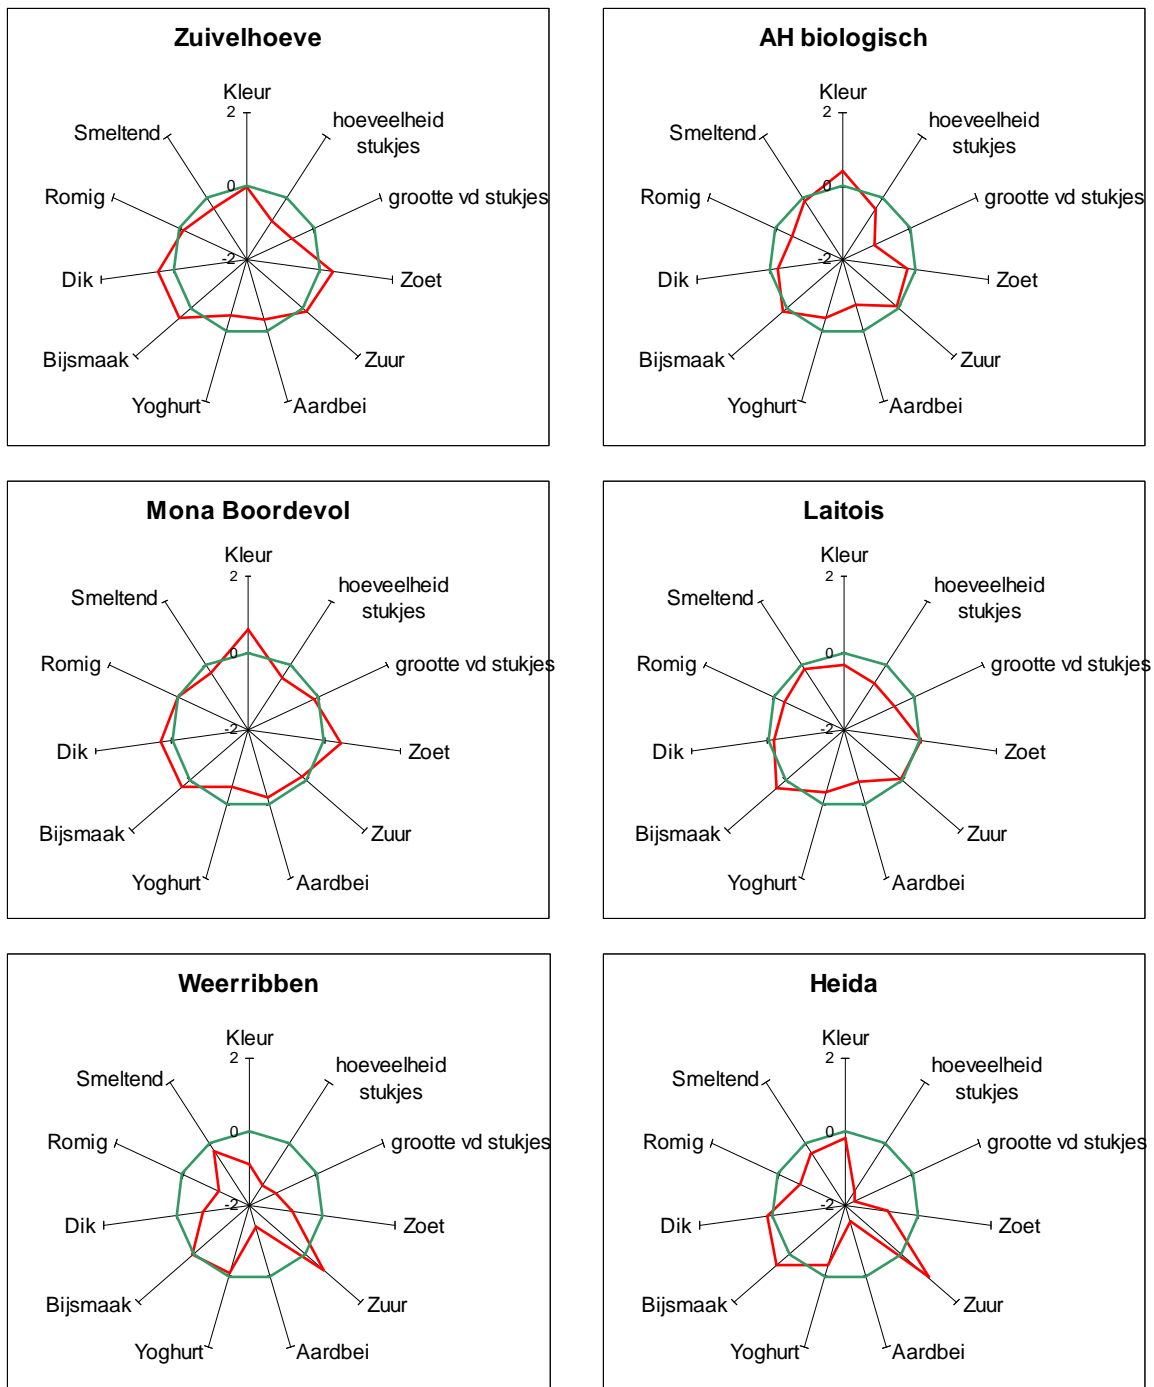 Zuivelhoeve
Kleur
2
hoeveelheid
stukjes
Smeltend
Romig
0
grootte vd stukjes
-2
Dik
Zoet
Bijsmaak
Zuur
Yoghurt
Aardbei
AH biologisch
Kleur
2
hoeveelheid
stukjes
Smeltend
Romig
0
grootte vd stukjes
-2
Dik
Zoet
Bijsmaak
Zuur
Yoghurt
Aardbei
Mona Boordevol
Kleur
2
hoeveelheid
stukjes
Smeltend
Romig
0
grootte vd stukjes
-2
Dik
Zoet
Bijsmaak
Zuur
Yoghurt
Aardbei
Laitois
Kleur
2
hoeveelheid
stukjes
Smeltend
Romig
0
grootte vd stukjes
-2
Dik
Zoet
Bijsmaak
Zuur
Yoghurt
Aardbei
Weerribben
Kleur
2
hoeveelheid
stukjes
Smeltend
Romig
0
grootte vd stukjes
-2
Dik
Zoet
Bijsmaak
Zuur
Yoghurt
Aardbei
Heida
Kleur
2
hoeveelheid
stukjes
Smeltend
Romig
0
grootte vd stukjes
-2
Dik
Zoet
Bijsmaak
Zuur
Yoghurt
Aardbei